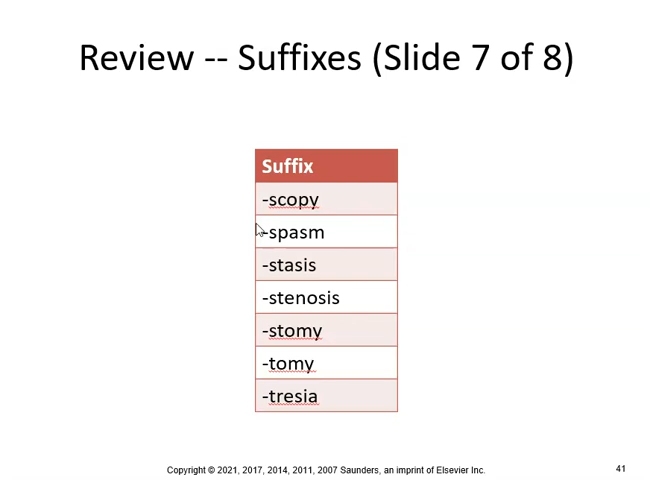 Review -- Suffixes (Slide 7 of 8)
Suffix
-scopy
-spasm
-stasis
-stenosis
-stomy
-tomy
-tresia
Copyright © 2021, 2017, 2014, 2011, 2007 Saunders, an imprint of Elsevier Inc.
41